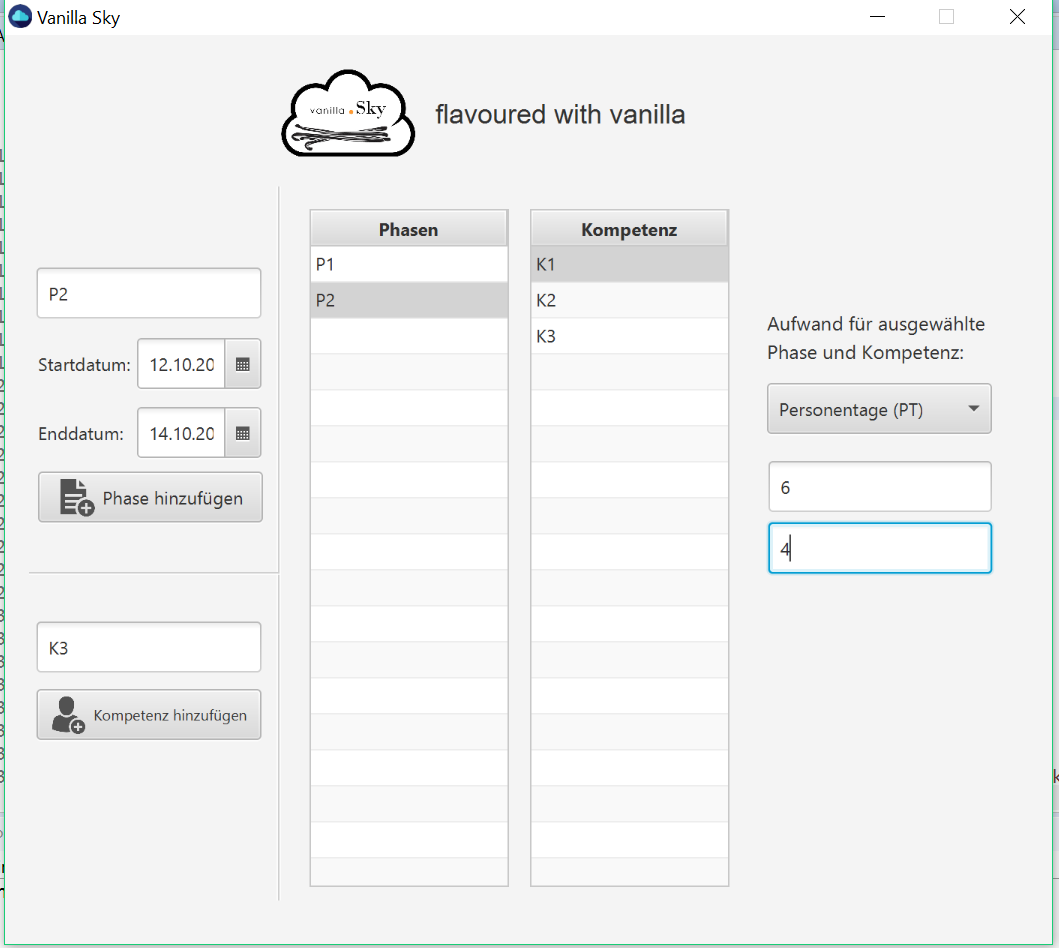 Vanilla Sky
vanilla Sky
flavoured with vanilla
P2
Startdatum: 12.10.20
Enddatum: 14.10.20
Phase hinzufügen
K3
Kompetenz hinzufügen
Phasen
P1
P2
Kompetenz
K1
K2
K3
Aufwand für ausgewählte
Phase und Kompetenz:
Personentage (PT)
6
4